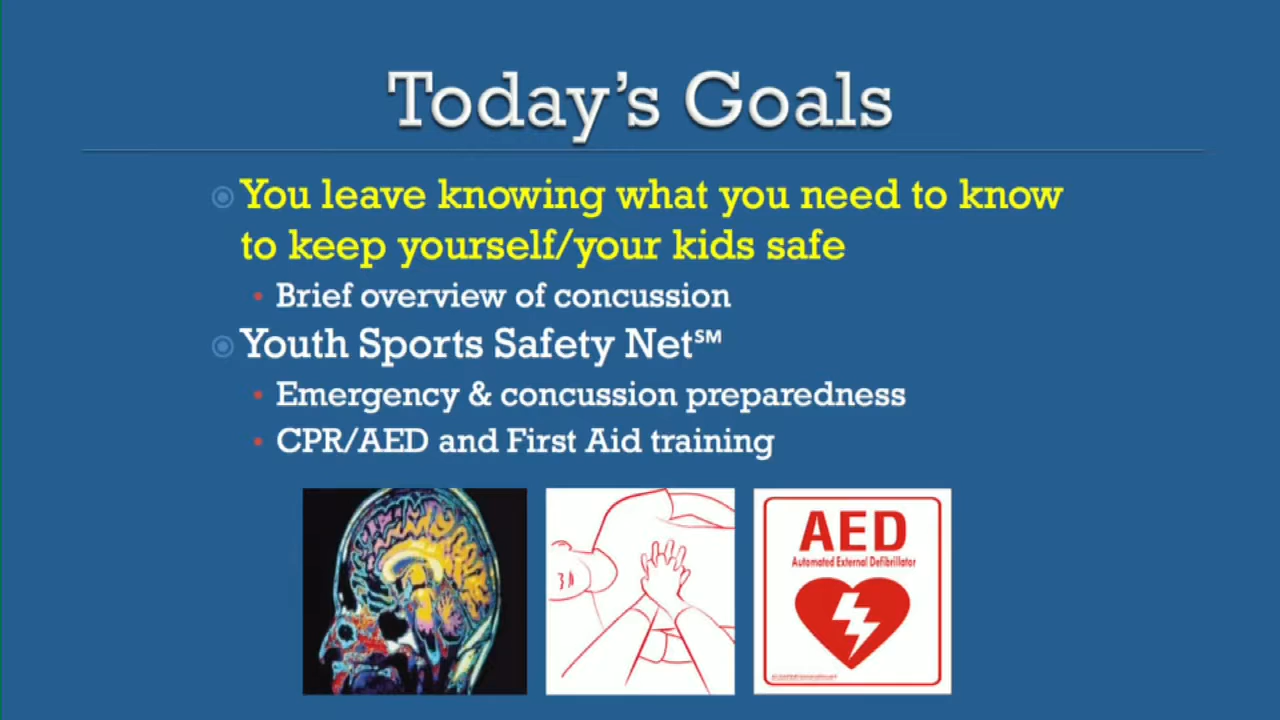 Today's Goals
You leave knowing what you need to know
to keep yourself/your kids safe
Brief overview of concussion
Youth Sports Safety Net℠
Emergency & concussion preparedness
CPR/AED and First Aid training
AED
Automated External Defibrillator